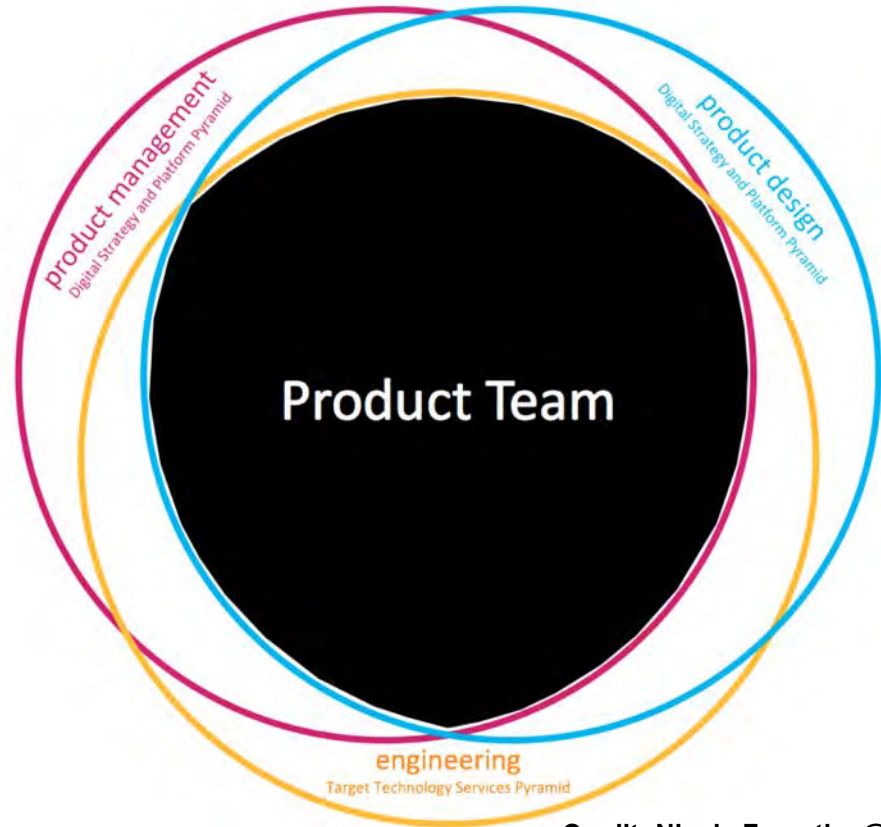 product management
Digital Strategy and Platform Pyramid
product design
Digital Strategy and Platform Pyramid
Product Team
engineering
Target Technology Services Pyramid